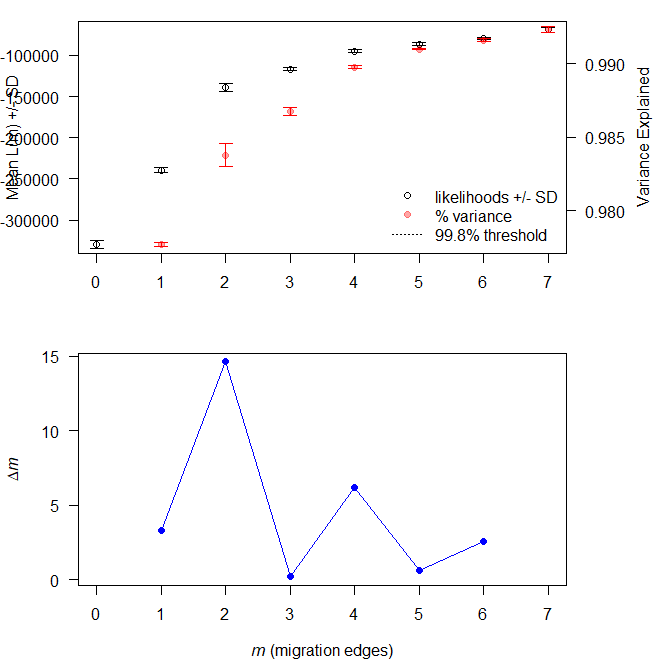 Mean L(m) +/- SD
-100000
-150000
-200000
-250000
-300000
0.990
0.985
0.980
Variance Explained
likelihoods +/- SD
% variance
99.8% threshold
0 1 2 3 4 5 6 7
Δm
15
10
5
0
0 1 2 3 4 5 6 7
m (migration edges)